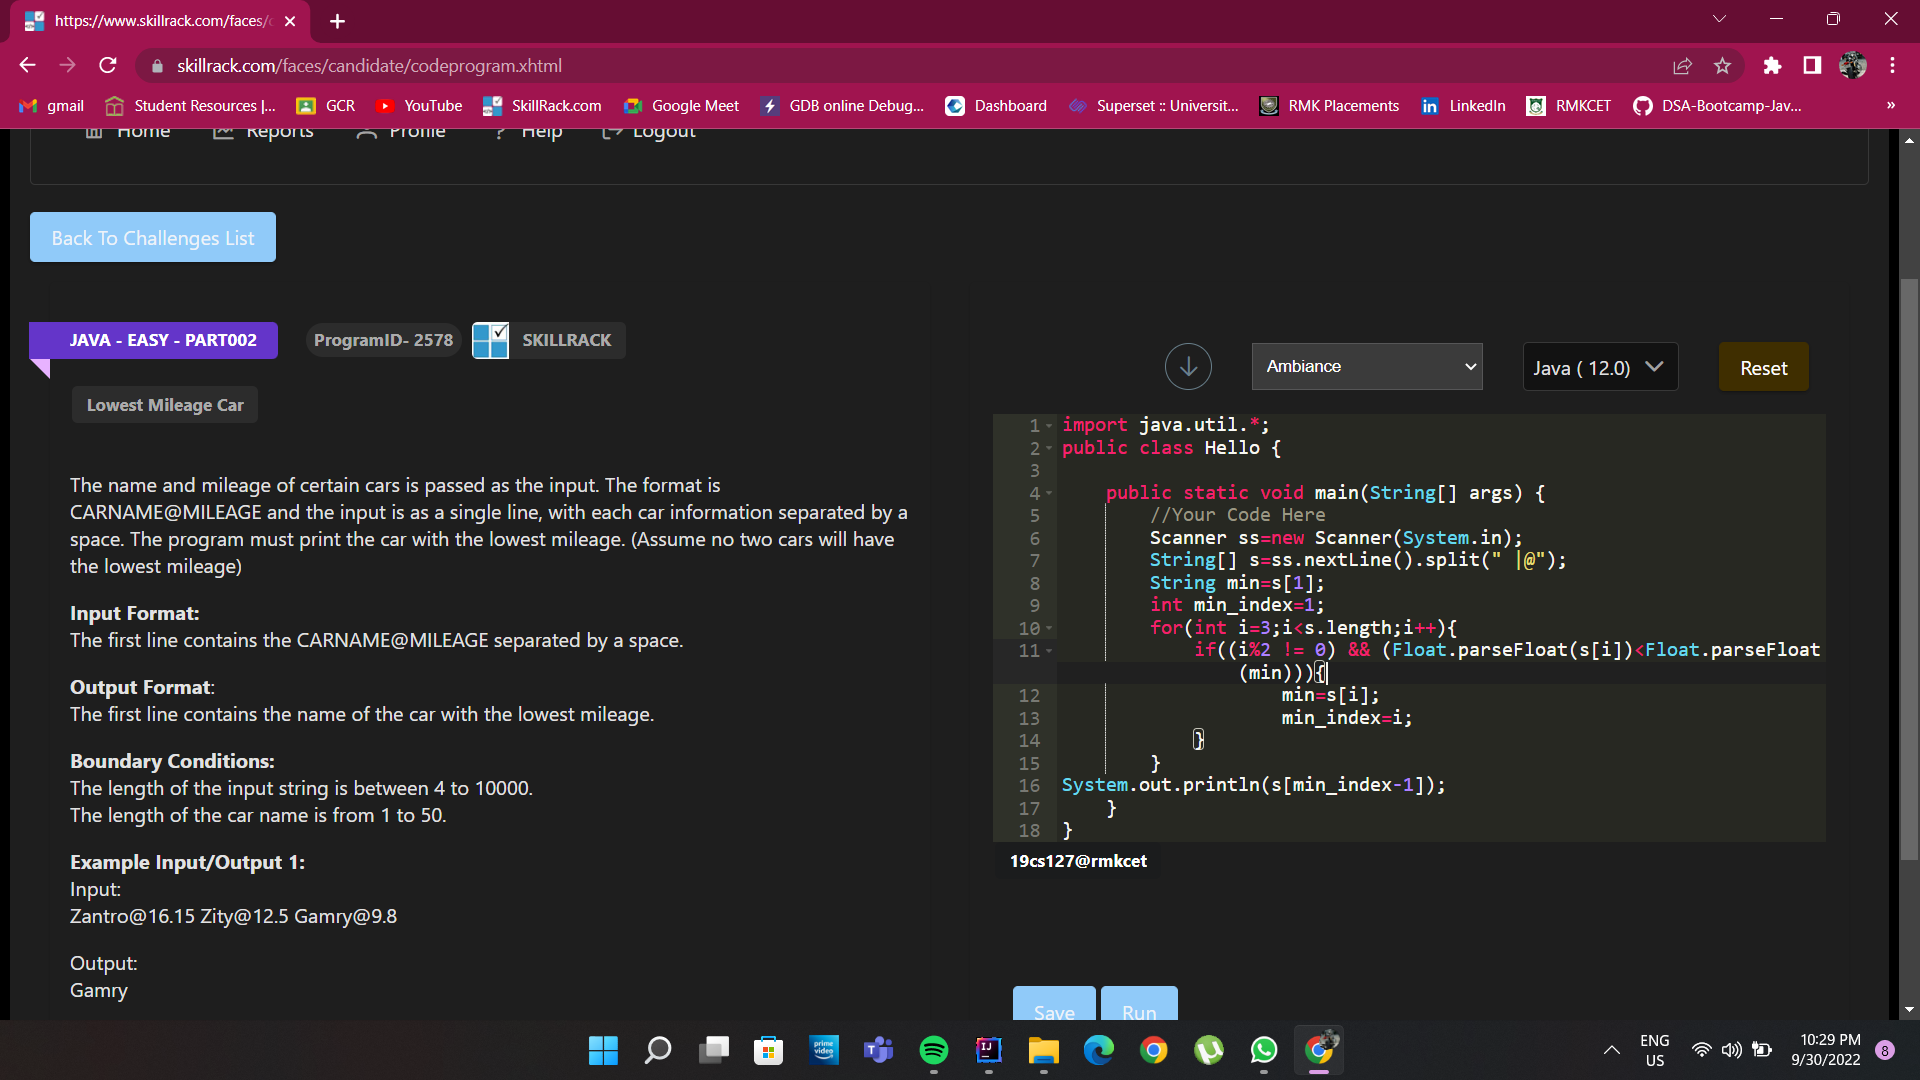 https://www.skillrack.com/faces/c
skillrack.com/faces/candidate/codeprogram.xhtml
gmail Student Resources |... GCR YouTube SkillRack.com Google Meet GDB online Debug... Dashboard Superset :: Universit... RMK Placements LinkedIn RMKCET DSA-Bootcamp-Jav... »
Home Reports Profile Help Logout
Back To Challenges List
JAVA - EASY - PART002 ProgramID- 2578 SKILLRACK
Lowest Mileage Car
The name and mileage of certain cars is passed as the input. The format is
CARNAME@MILEAGE and the input is as a single line, with each car information separated by a
space. The program must print the car with the lowest mileage. (Assume no two cars will have
the lowest mileage)
Input Format:
The first line contains the CARNAME@MILEAGE separated by a space.
Output Format:
The first line contains the name of the car with the lowest mileage.
Boundary Conditions:
The length of the input string is between 4 to 10000.
The length of the car name is from 1 to 50.
Example Input/Output 1:
Input:
Zantro@16.15 Zity@12.5 Gamry@9.8
Output:
Gamry
Ambiance Java ( 12.0) Reset
1 import java.util.*;
2 public class Hello {
3
4 public static void main(String[] args) {
5 //Your Code Here
6 Scanner ss=new Scanner(System.in);
7 String[] s=ss.nextLine().split(" |@");
8 String min=s[1];
9 int min_index=1;
10 for(int i=3;i<s.length;i++){
11 if((i%2 != 0) && (Float.parseFloat(s[i])<Float.parseFloat
(min))){
12 min=s[i];
13 min_index=i;
14 }
15 }
16 System.out.println(s[min_index-1]);
17 }
18 }
19cs127@rmkcet
Save Run
prime video
ENG
US
10:29 PM
9/30/2022
8